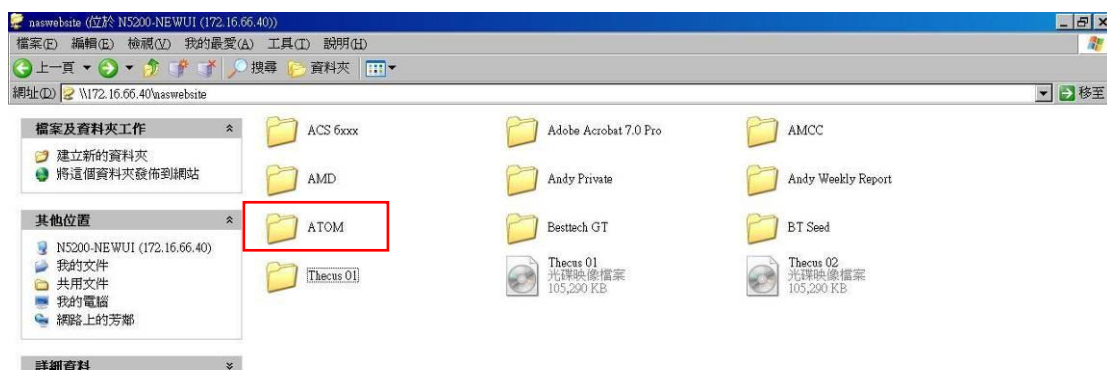 naswebsite (位於 N5200-NEWUI (172.16.66.40))
檔案(F) 編輯(E) 檢視(V) 我的最愛(A) 工具(T) 說明(H)
上一頁 搜尋 資料夾
網址(D) \\172.16.66.40\naswebsite 移至
檔案及資料夾工作
建立新的資料夾
將這個資料夾發佈到網站
其他位置
N5200-NEWUI (172.16.66.40)
我的文件
共用文件
我的電腦
網路上的芳鄰
詳細資料
ACS 6xxx Adobe Acrobat 7.0 Pro AMCC
AMD Andy Private Andy Weekly Report
ATOM Besttech GT BT Seed
Thecus 01 Thecus 01 Thecus 02
光碟映像檔案 光碟映像檔案
105,290 KB 105,290 KB